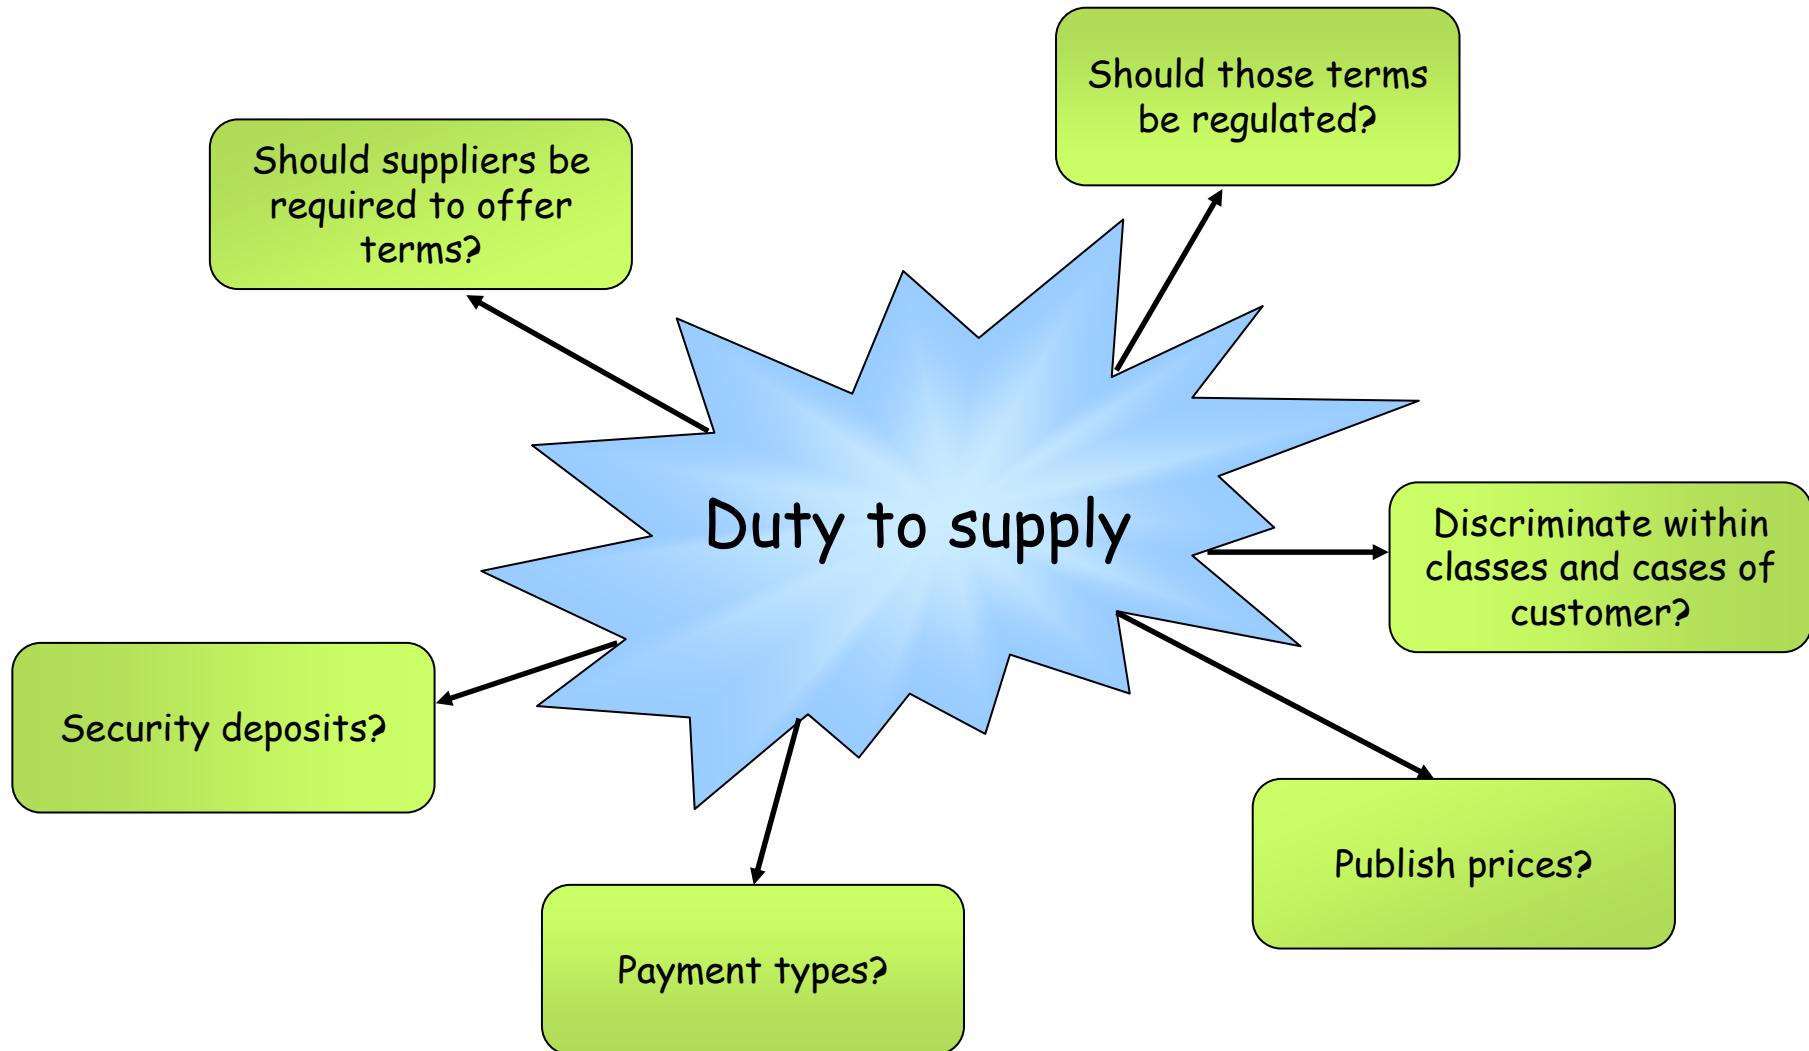 Should those terms
be regulated?
Should suppliers be
required to offer
terms?
Duty to supply
Discriminate within
classes and cases of
customer?
Security deposits?
Publish prices?
Payment types?